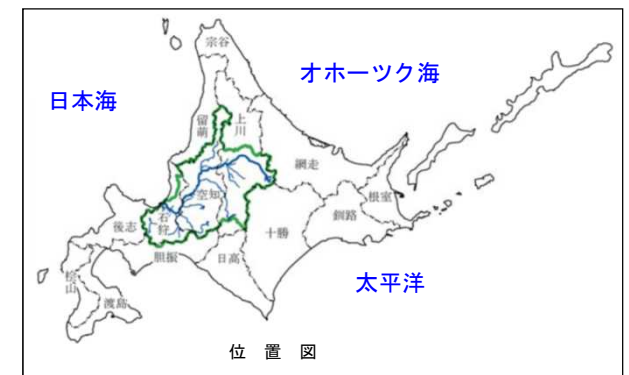 宗谷
オホーツク海
日本海
留萌
上川
網走
空知
根室
石狩
釧路
後志
十勝
胆振
日高
檜山
太平洋
渡島
位置図